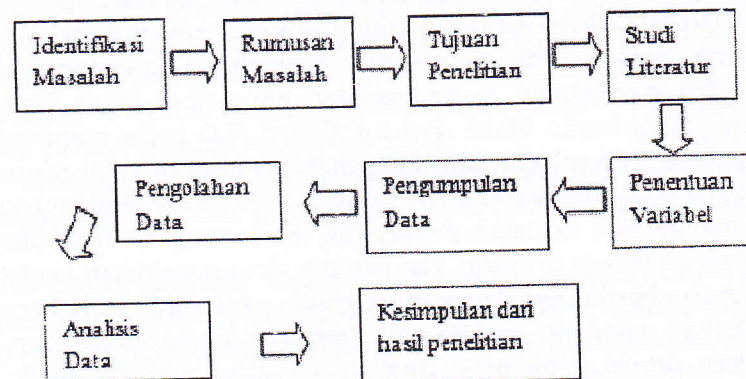 Identifikasi
Masalah
Rumusan
Masalah
Tujuan
Penelitian
Studi
Literatur
Penentuan
Variabel
Pengumpulan
Data
Pengolahan
Data
Analisis
Data
Kesimpulan dari
hasil penelitian